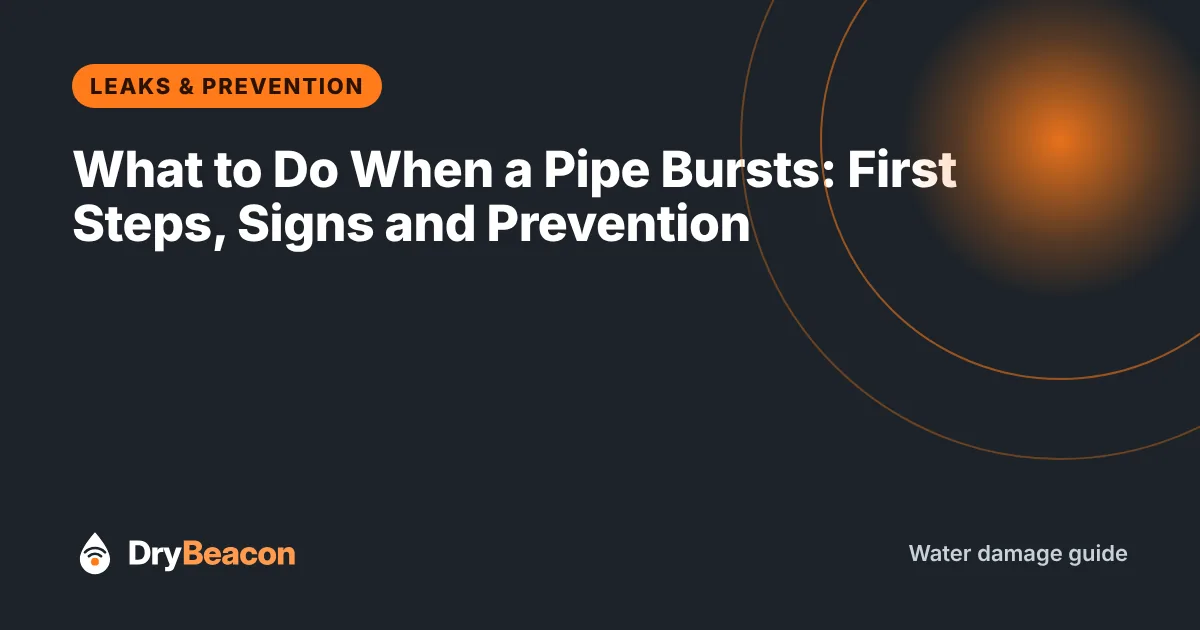 LEAKS & PREVENTION
What to Do When a Pipe Bursts: First
Steps, Signs and Prevention
DryBeacon
Water damage guide